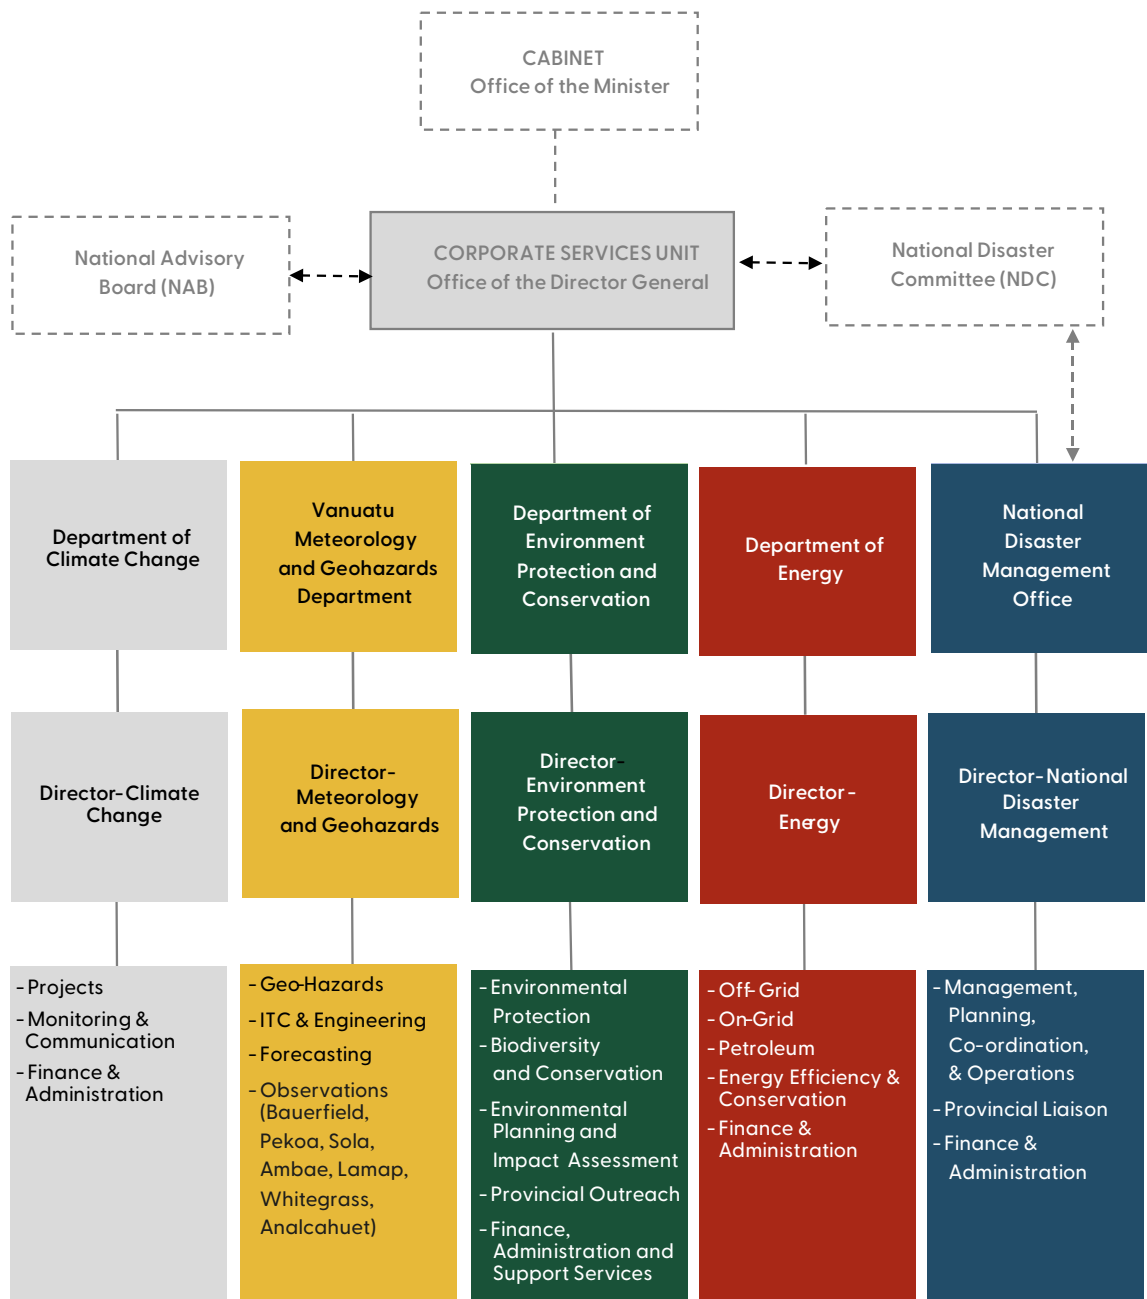 CABINET
Office of the Minister
National Advisory
Board (NAB)
CORPORATE SERVICES UNIT
Office of the Director General
National Disaster
Committee (NDC)
Department of
Climate Change
Vanuatu
Meteorology
and Geohazards
Department
Department of
Environment
Protection and
Conservation
Department of
Energy
National
Disaster
Management
Office
Director-Climate
Change
Director-
Meteorology
and Geohazards
Director-
Environment
Protection and
Conservation
Director-
Energy
Director-National
Disaster
Management
-Projects
-Monitoring &
Communication
-Finance &
Administration
-Geo-Hazards
-ITC & Engineering
-Forecasting
-Observations
(Bauerfield,
Pekoa, Sola,
Ambae, Lamap,
Whitegrass,
Analcahuet)
-Environmental
Protection
-Biodiversity
and Conservation
-Environmental
Planning and
Impact Assessment
-Provincial Outreach
-Finance,
Administration and
Support Services
-Off-Grid
-On-Grid
-Petroleum
-Energy Efficiency &
Conservation
-Finance &
Administration
-Management,
Planning,
Co-ordination,
& Operations
-Provincial Liaison
-Finance &
Administration